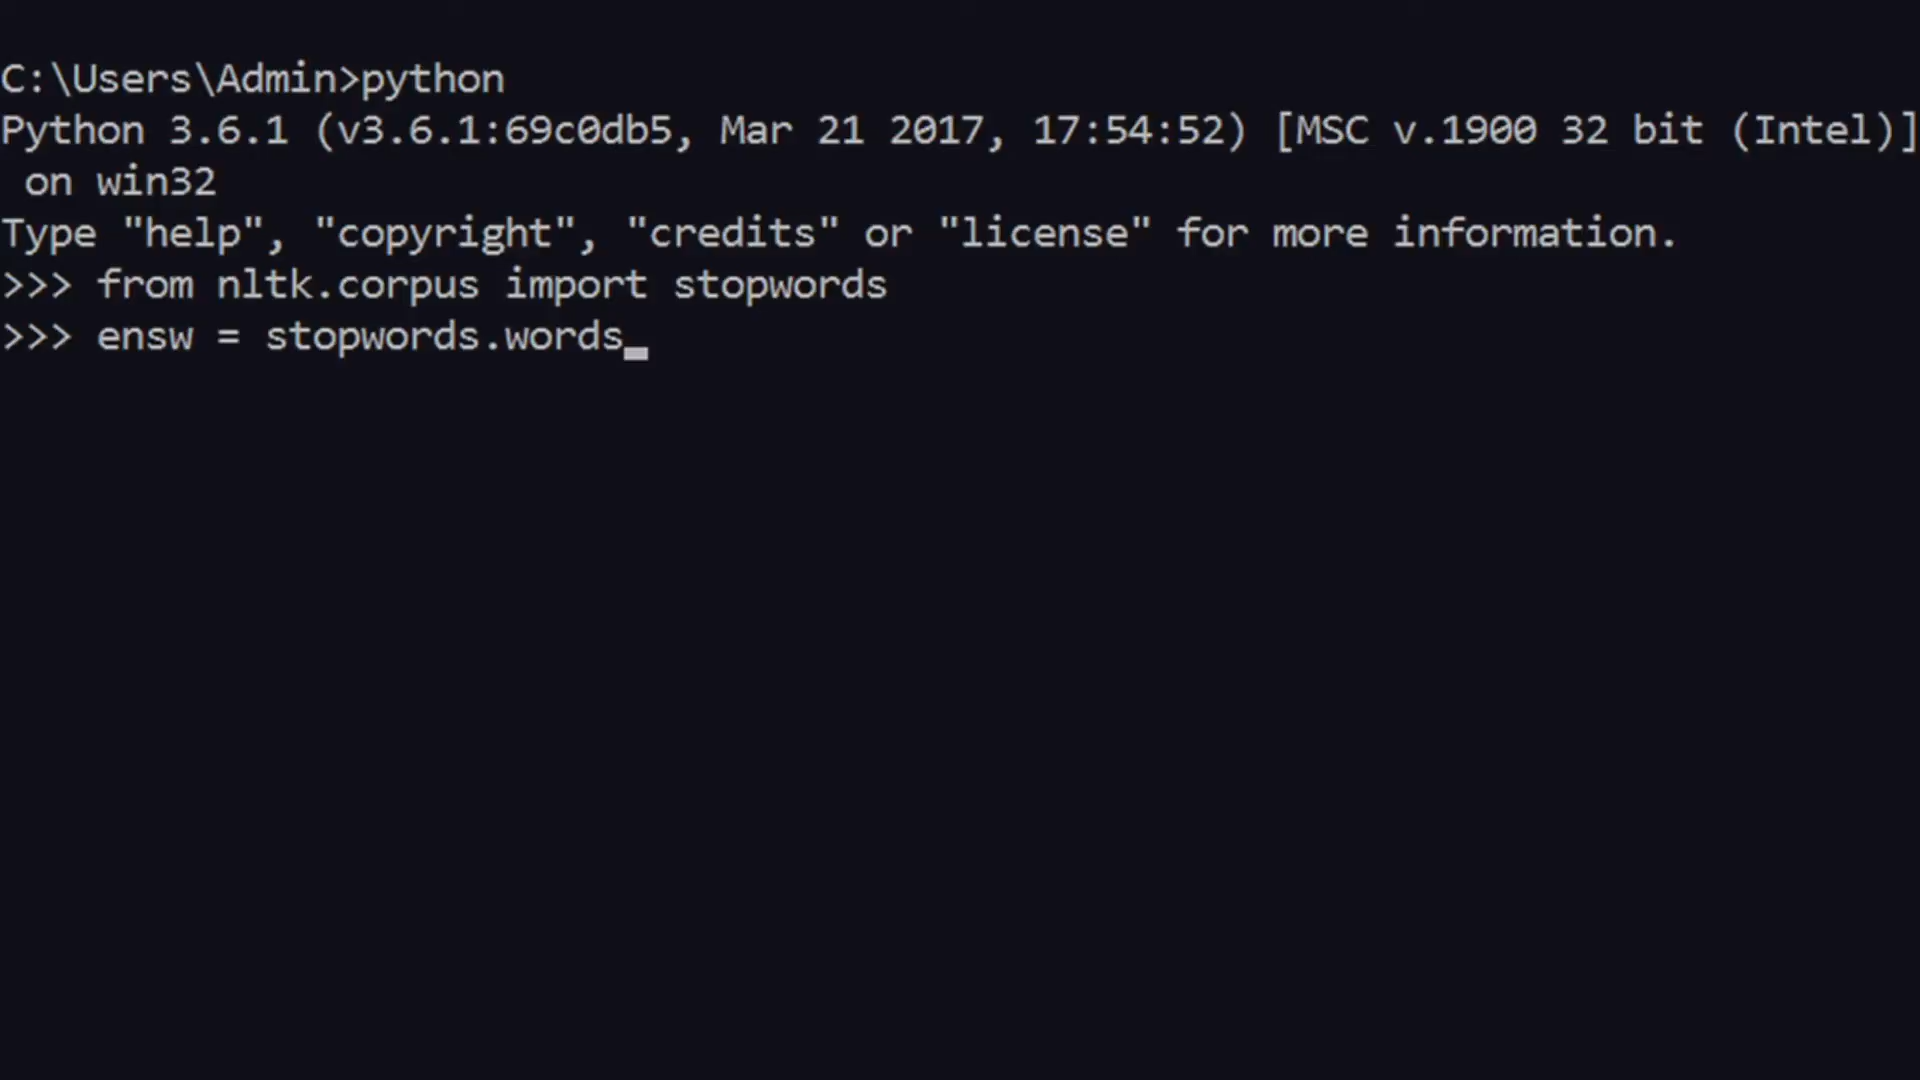 C:\Users\Admin>python
Python 3.6.1 (v3.6.1:69c0db5, Mar 21 2017, 17:54:52) [MSC v.1900 32 bit (Intel)]
 on win32
Type "help", "copyright", "credits" or "license" for more information.
>>> from nltk.corpus import stopwords
>>> ensw = stopwords.words